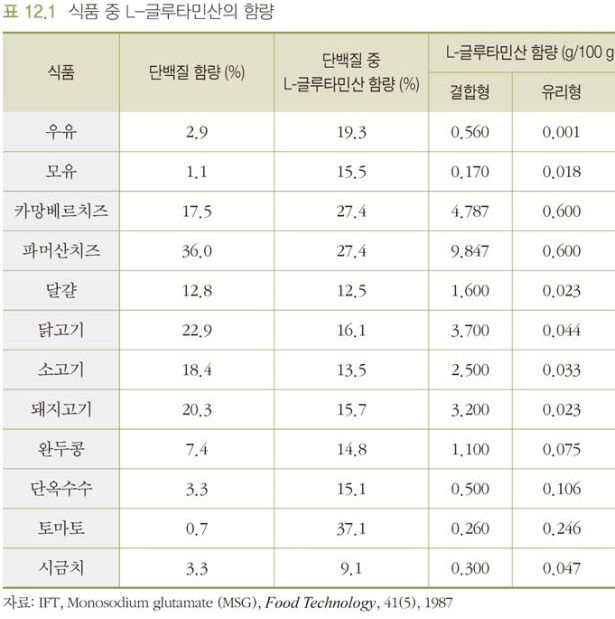 표 12.1 식품 중 L-글루타민산의 함량
식품 단백질 함량 (%) 단백질 중 L-글루타민산 함량 (%) L-글루타민산 함량 (g/100 g
결합형 유리형
우유 2.9 19.3 0.560 0.001
모유 1.1 15.5 0.170 0.018
카망베르치즈 17.5 27.4 4.787 0.600
파머산치즈 36.0 27.4 9.847 0.600
달걀 12.8 12.5 1.600 0.023
닭고기 22.9 16.1 3.700 0.044
소고기 18.4 13.5 2.500 0.033
돼지고기 20.3 15.7 3.200 0.023
완두콩 7.4 14.8 1.100 0.075
단옥수수 3.3 15.1 0.500 0.106
토마토 0.7 37.1 0.260 0.246
시금치 3.3 9.1 0.300 0.047
자료: IFT, Monosodium glutamate (MSG), Food Technology, 41(5), 1987